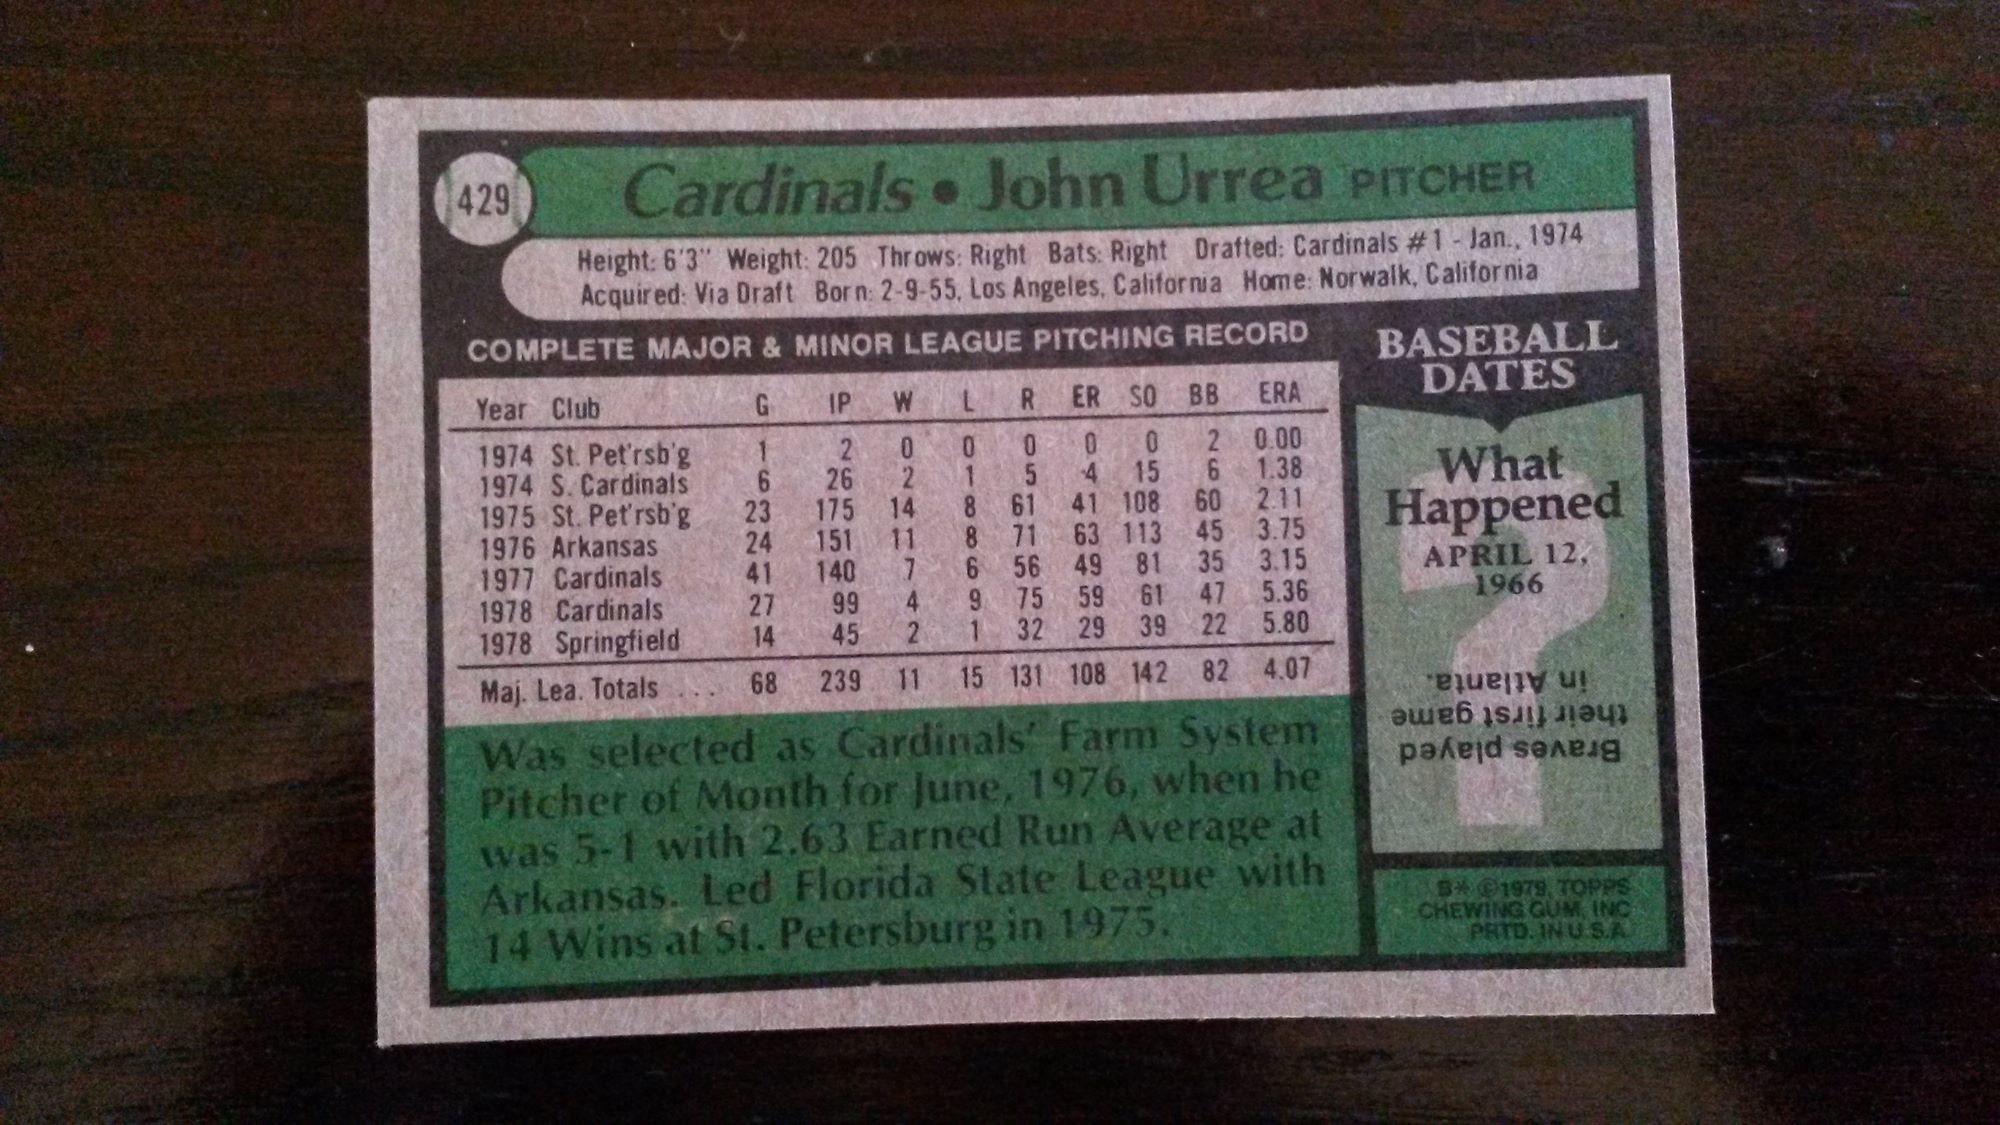 429
Cardinals • John Urrea PITCHER
Height: 6'3" Weight: 205 Throws: Right Bats: Right Drafted: Cardinals #1 - Jan., 1974
Acquired: Via Draft Born: 2-9-55, Los Angeles, California Home: Norwalk, California
COMPLETE MAJOR & MINOR LEAGUE PITCHING RECORD
Year Club G IP W L R ER SO BB ERA
1974 St. Pet'rsb'g 1 2 0 0 0 0 0 2 0.00
1974 S. Cardinals 6 26 2 1 5 4 15 6 1.38
1975 St. Pet'rsb'g 23 175 14 8 61 41 108 60 2.11
1976 Arkansas 24 151 11 8 71 63 113 45 3.75
1977 Cardinals 41 140 7 6 56 49 81 35 3.15
1978 Cardinals 27 99 4 9 75 59 61 47 5.36
1978 Springfield 14 45 2 1 32 29 39 22 5.80
Maj. Lea. Totals ... 68 239 11 15 131 108 142 82 4.07
Was selected as Cardinals' Farm System
Pitcher of Month for June, 1976, when he
was 5-1 with 2.63 Earned Run Average at
Arkansas. Led Florida State League with
14 Wins at St. Petersburg in 1975.
BASEBALL
DATES
What
Happened
APRIL 12,
1966
Braves played
their first game
in Atlanta.
B* © 1979, TOPPS
CHEWING GUM, INC
PRTD. IN U.S.A.